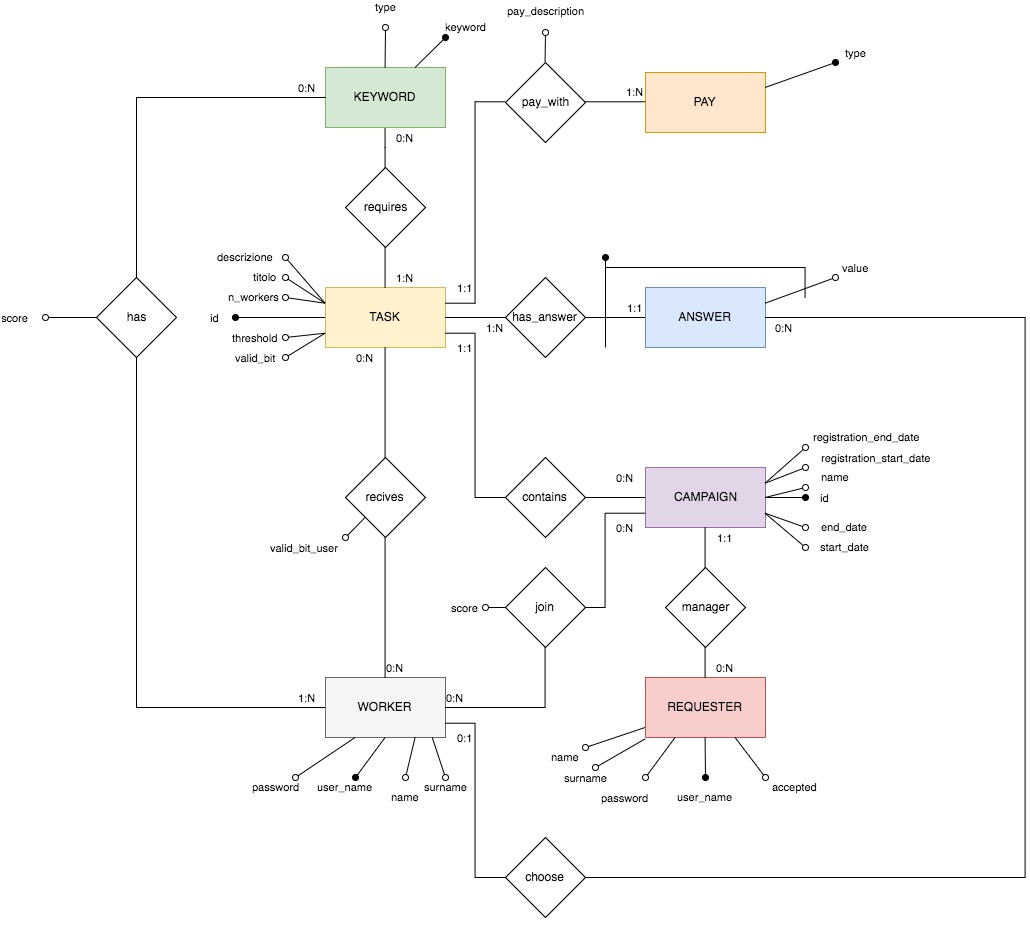 type
pay_description
keyword
type
0:N
KEYWORD
1:N
pay_with
PAY
0:N
requires
descrizione
titolo
n_workers
id
threshold
valid_bit
1:N
1:1
value
score
has
TASK
1:N
has_answer
1:1
ANSWER
0:N
0:N
1:1
registration_end_date
registration_start_date
name
id
end_date
start_date
0:N
recives
contains
CAMPAIGN
0:N
1:1
valid_bit_user
score
join
manager
0:N
0:N
1:N
WORKER
0:N
REQUESTER
0:1
name
surname
password
user_name
name
surname
password
user_name
accepted
choose